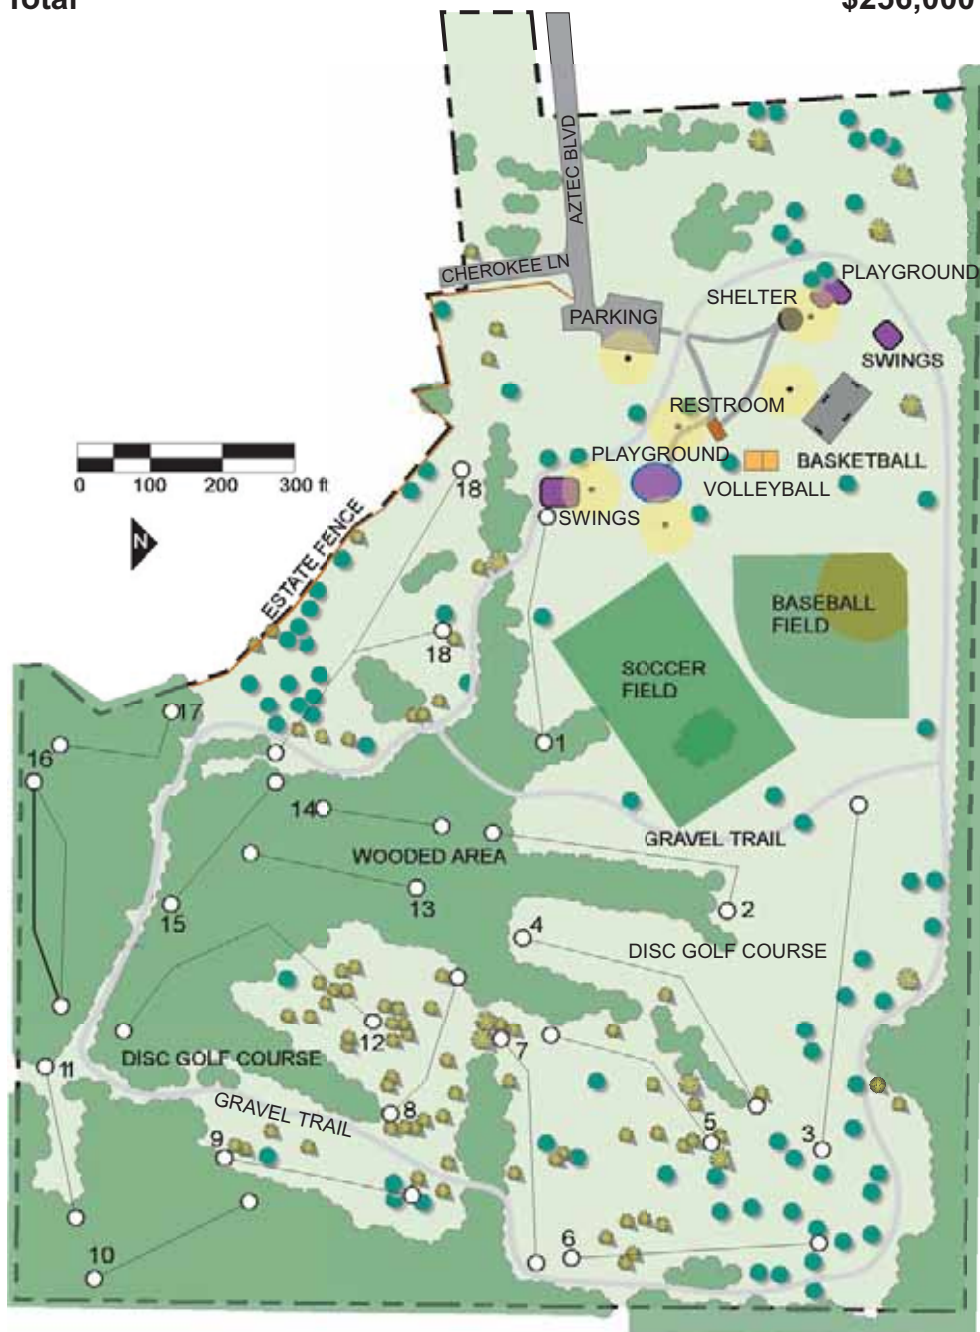 Total $256,000
AZTEC BLVD
CHEROKEE LN
PLAYGROUND
SHELTER
PARKING
SWINGS
RESTROOM
PLAYGROUND
BASKETBALL
VOLLEYBALL
0 100 200 300 ft
18
SWINGS
N
ESTATE FENCE
BASEBALL
FIELD
18
SOCCER
FIELD
17
1
16
14
GRAVEL TRAIL
WOODED AREA
13
2
15
4
DISC GOLF COURSE
12
7
DISC GOLF COURSE
11
GRAVEL TRAIL
8
5
3
9
6
10